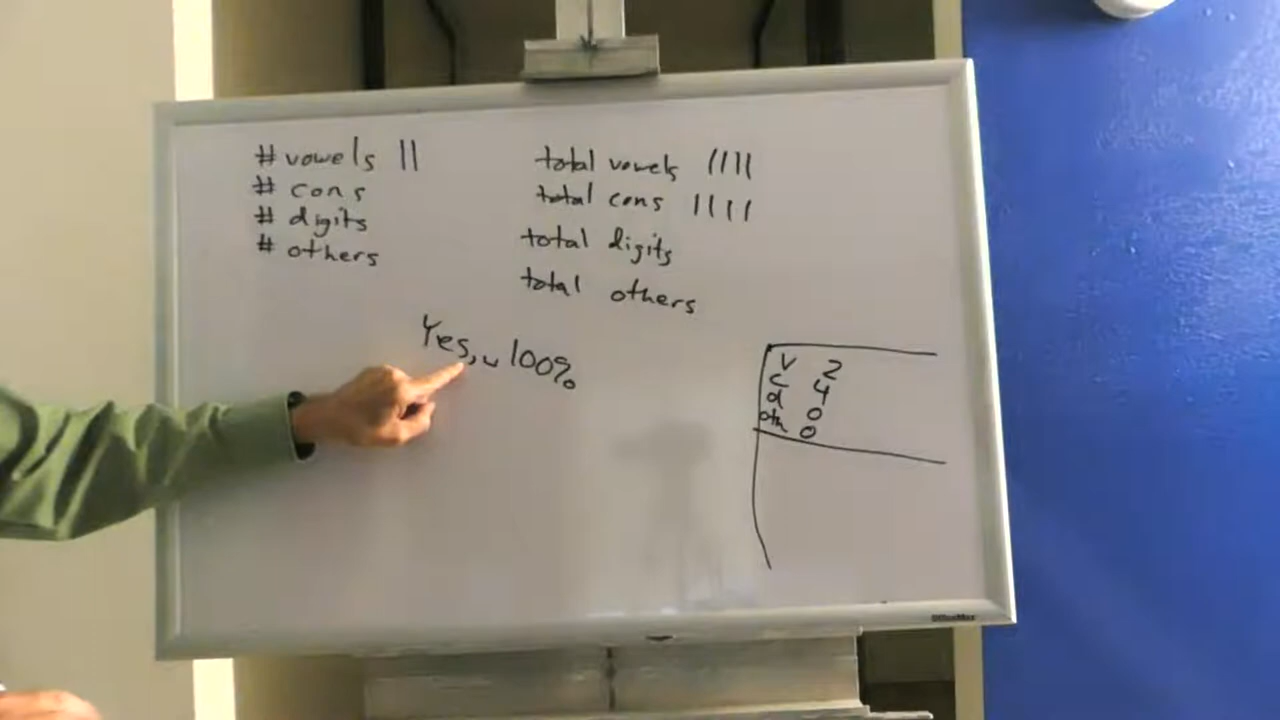 # vowels ||
# cons
# digits
# others
total vowels ||||
total cons ||||
total digits
total others
Yes,␣100%
v 2
c 4
d 0
oth 0
OfficeMax